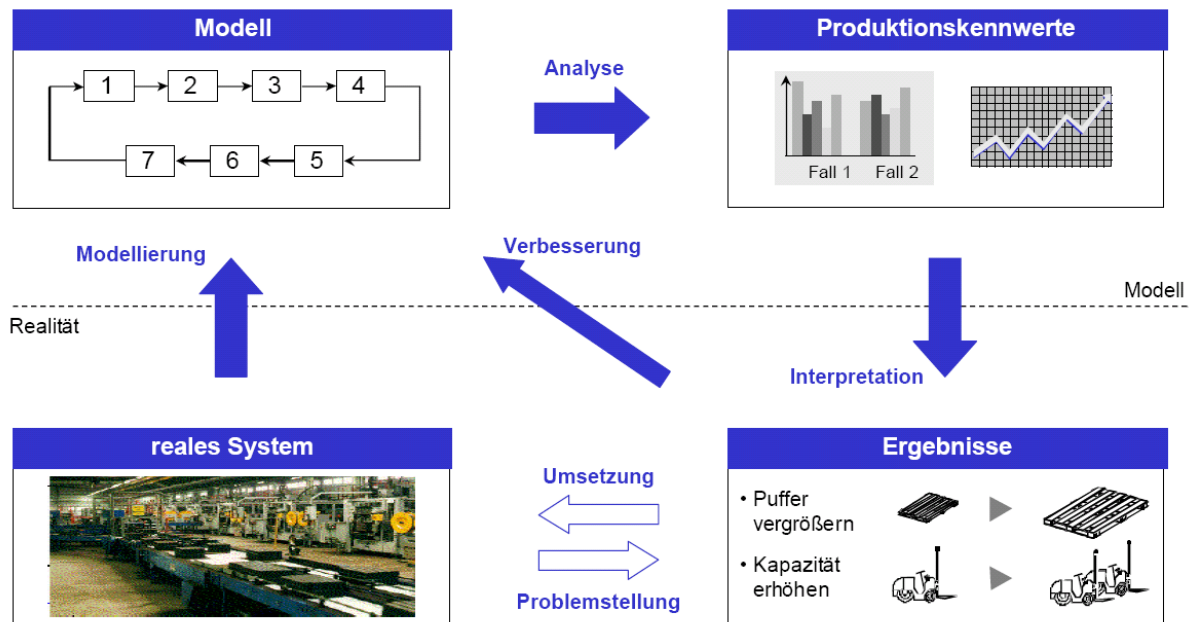 Modell
1
2
3
4
7
6
5
Analyse
Produktionskennwerte
Fall 1
Fall 2
Modellierung
Verbesserung
Modell
Realität
Interpretation
reales System
Umsetzung
Problemstellung
Ergebnisse
• Puffer
vergrößern
• Kapazität
erhöhen